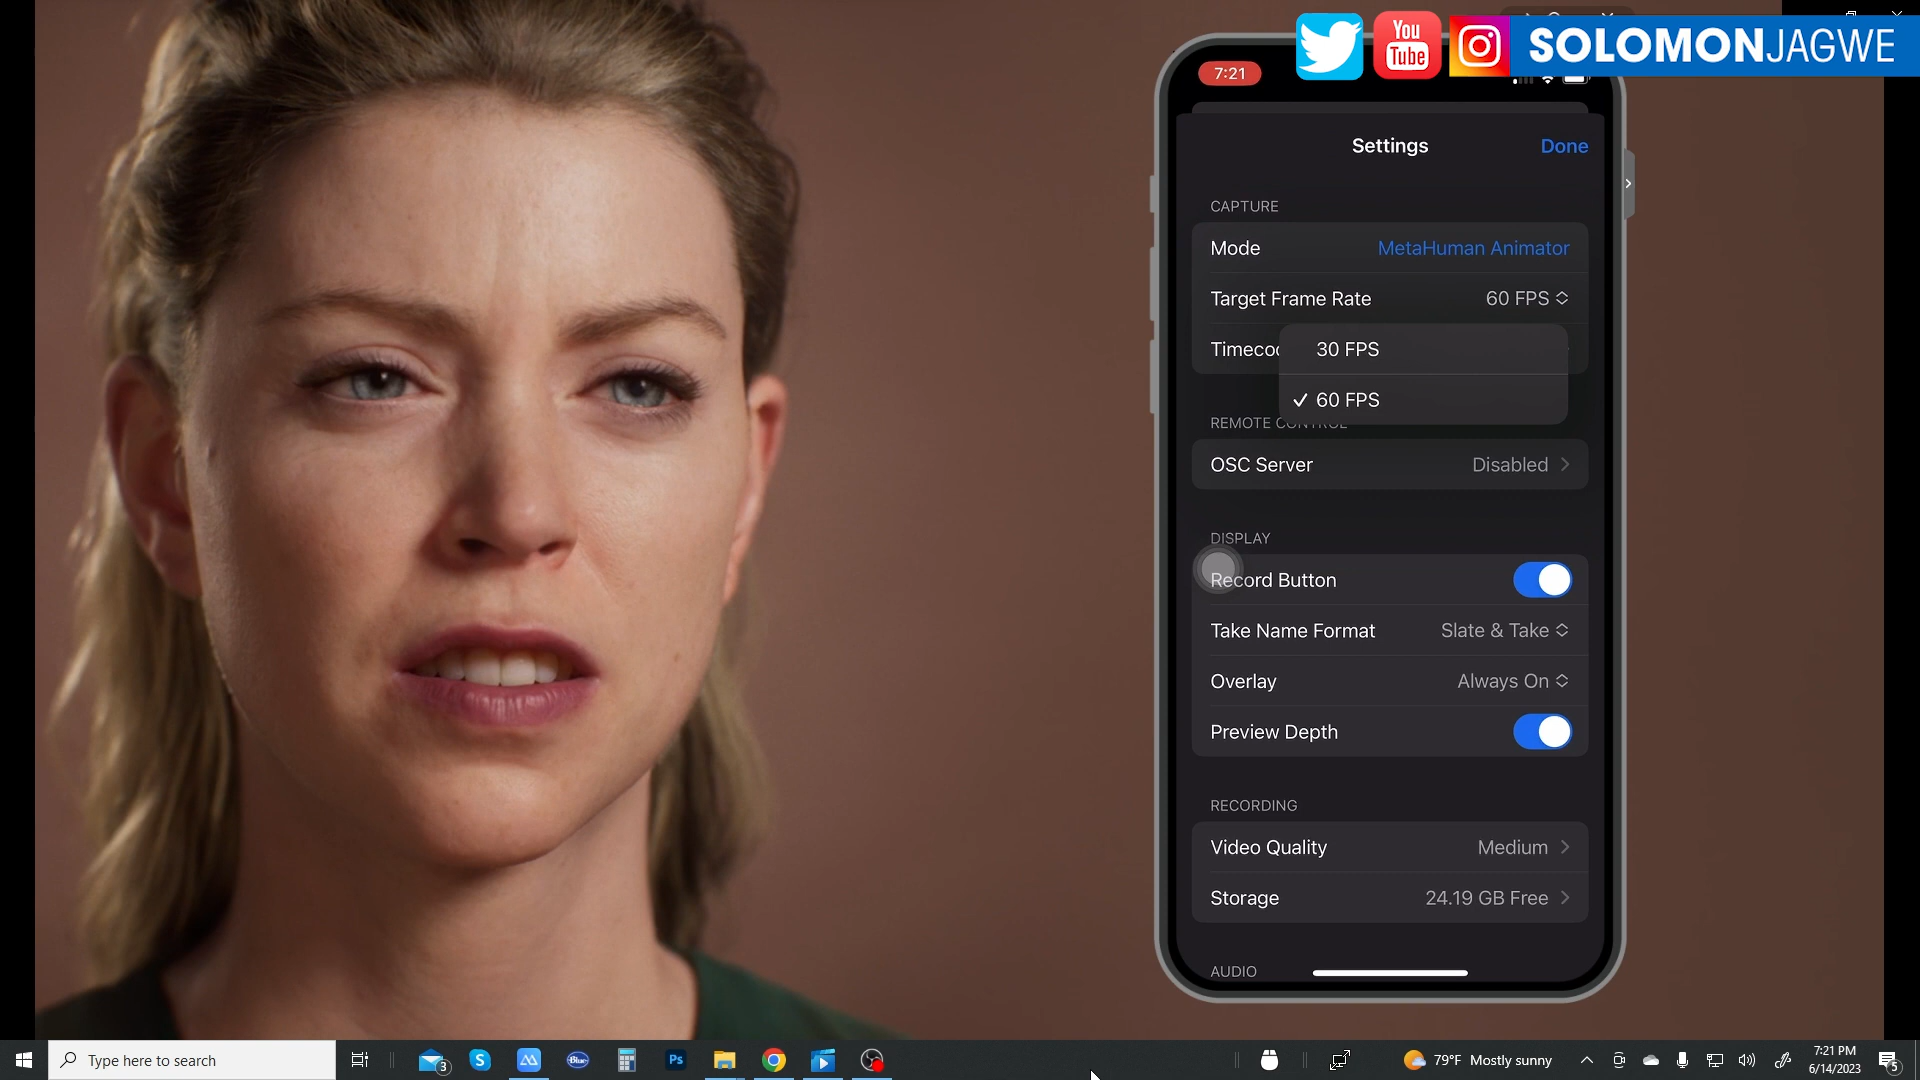 You
Tube
SOLOMONJAGWE
7:21
Settings
Done
CAPTURE
Mode
MetaHuman Animator
Target Frame Rate
60 FPS
30 FPS
60 FPS
OSC Server
Disabled
DISPLAY
Record Button
Take Name Format
Slate & Take
Overlay
Always On
Preview Depth
RECORDING
Video Quality
Medium
Storage
24.19 GB Free
AUDIO
Type here to search
3
S
Blue
Ps
79°F Mostly sunny
7:21 PM
6/14/2023
5